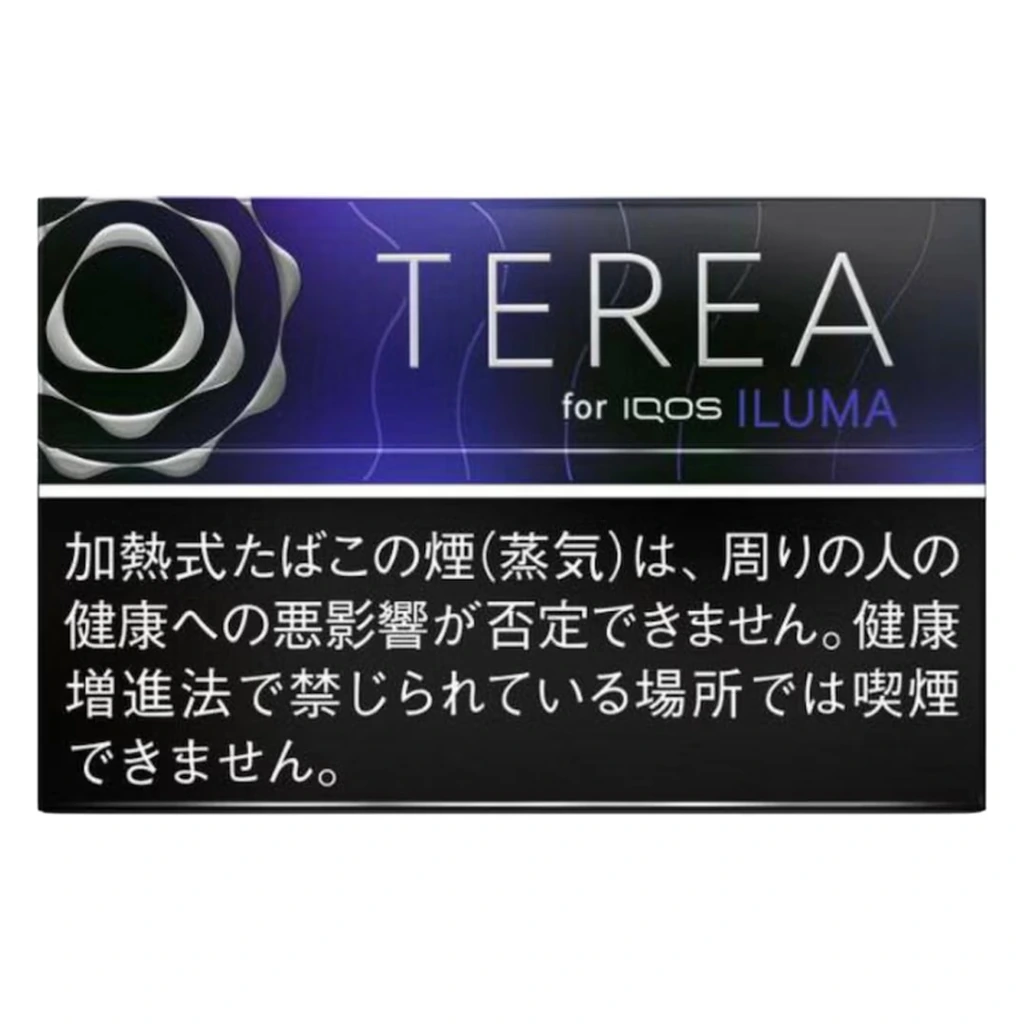 TEREA
for IQOS ILUMA
加熱式たばこの煙(蒸気)は、周りの人の
健康への悪影響が否定できません。健康
増進法で禁じられている場所では喫煙
できません。